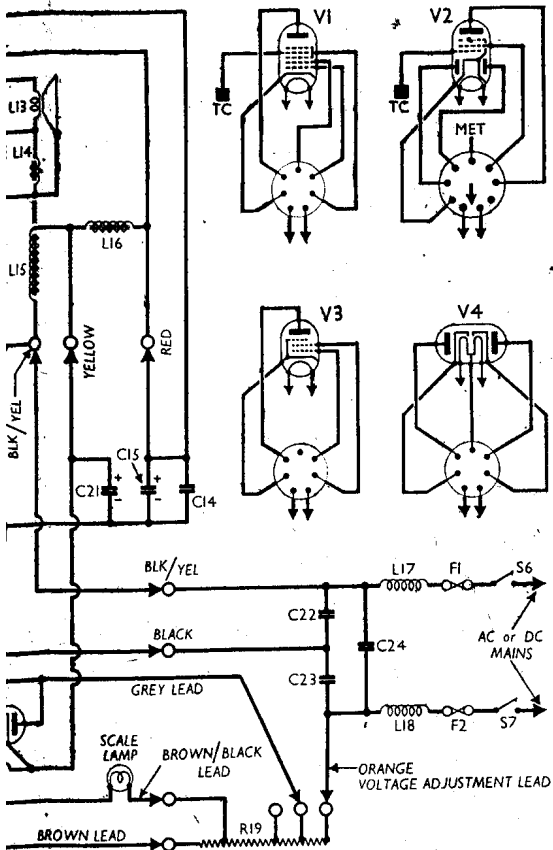 V1
V2
L13
TC
TC
L14
MET
L16
L15
V3
V4
YELLOW
RED
BLK/YEL
C15
+
+
C21
-
-
C14
BLK/YEL
L17
F1
S6
C22
BLACK
C24
AC or DC
MAINS
C23
GREY LEAD
L18
F2
S7
SCALE
LAMP
BROWN/BLACK
LEAD
ORANGE
VOLTAGE ADJUSTMENT LEAD
R19
BROWN LEAD